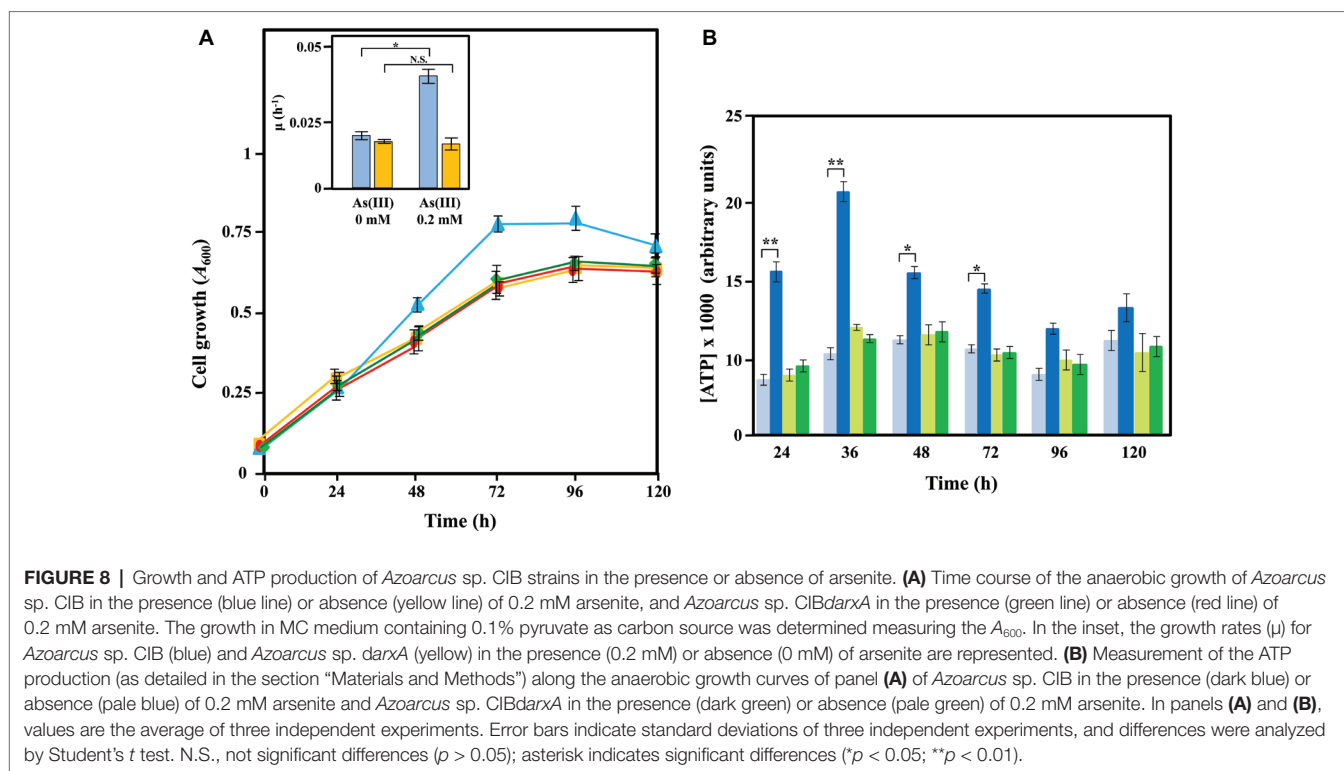 A
B
0.05
0.025
0
μ (h⁻¹)
*
N.S.
As(III)
0 mM
As(III)
0.2 mM
1
0.75
0.5
0.25
0
Cell growth (A₆₀₀)
0
24
48
72
96
120
Time (h)
25
20
15
10
0
[ATP] x 1000 (arbitrary units)
**
**
*
*
24
36
48
72
96
120
Time (h)
FIGURE 8 | Growth and ATP production of Azoarcus sp. CIB strains in the presence or absence of arsenite. (A) Time course of the anaerobic growth of Azoarcus
sp. CIB in the presence (blue line) or absence (yellow line) of 0.2 mM arsenite, and Azoarcus sp. CIBdarxA in the presence (green line) or absence (red line) of
0.2 mM arsenite. The growth in MC medium containing 0.1% pyruvate as carbon source was determined measuring the A₆₀₀. In the inset, the growth rates (μ) for
Azoarcus sp. CIB (blue) and Azoarcus sp. darxA (yellow) in the presence (0.2 mM) or absence (0 mM) of arsenite are represented. (B) Measurement of the ATP
production (as detailed in the section “Materials and Methods”) along the anaerobic growth curves of panel (A) of Azoarcus sp. CIB in the presence (dark blue) or
absence (pale blue) of 0.2 mM arsenite and Azoarcus sp. CIBdarxA in the presence (dark green) or absence (pale green) of 0.2 mM arsenite. In panels (A) and (B),
values are the average of three independent experiments. Error bars indicate standard deviations of three independent experiments, and differences were analyzed
by Student’s t test. N.S., not significant differences (p > 0.05); asterisk indicates significant differences (*p < 0.05; **p < 0.01).